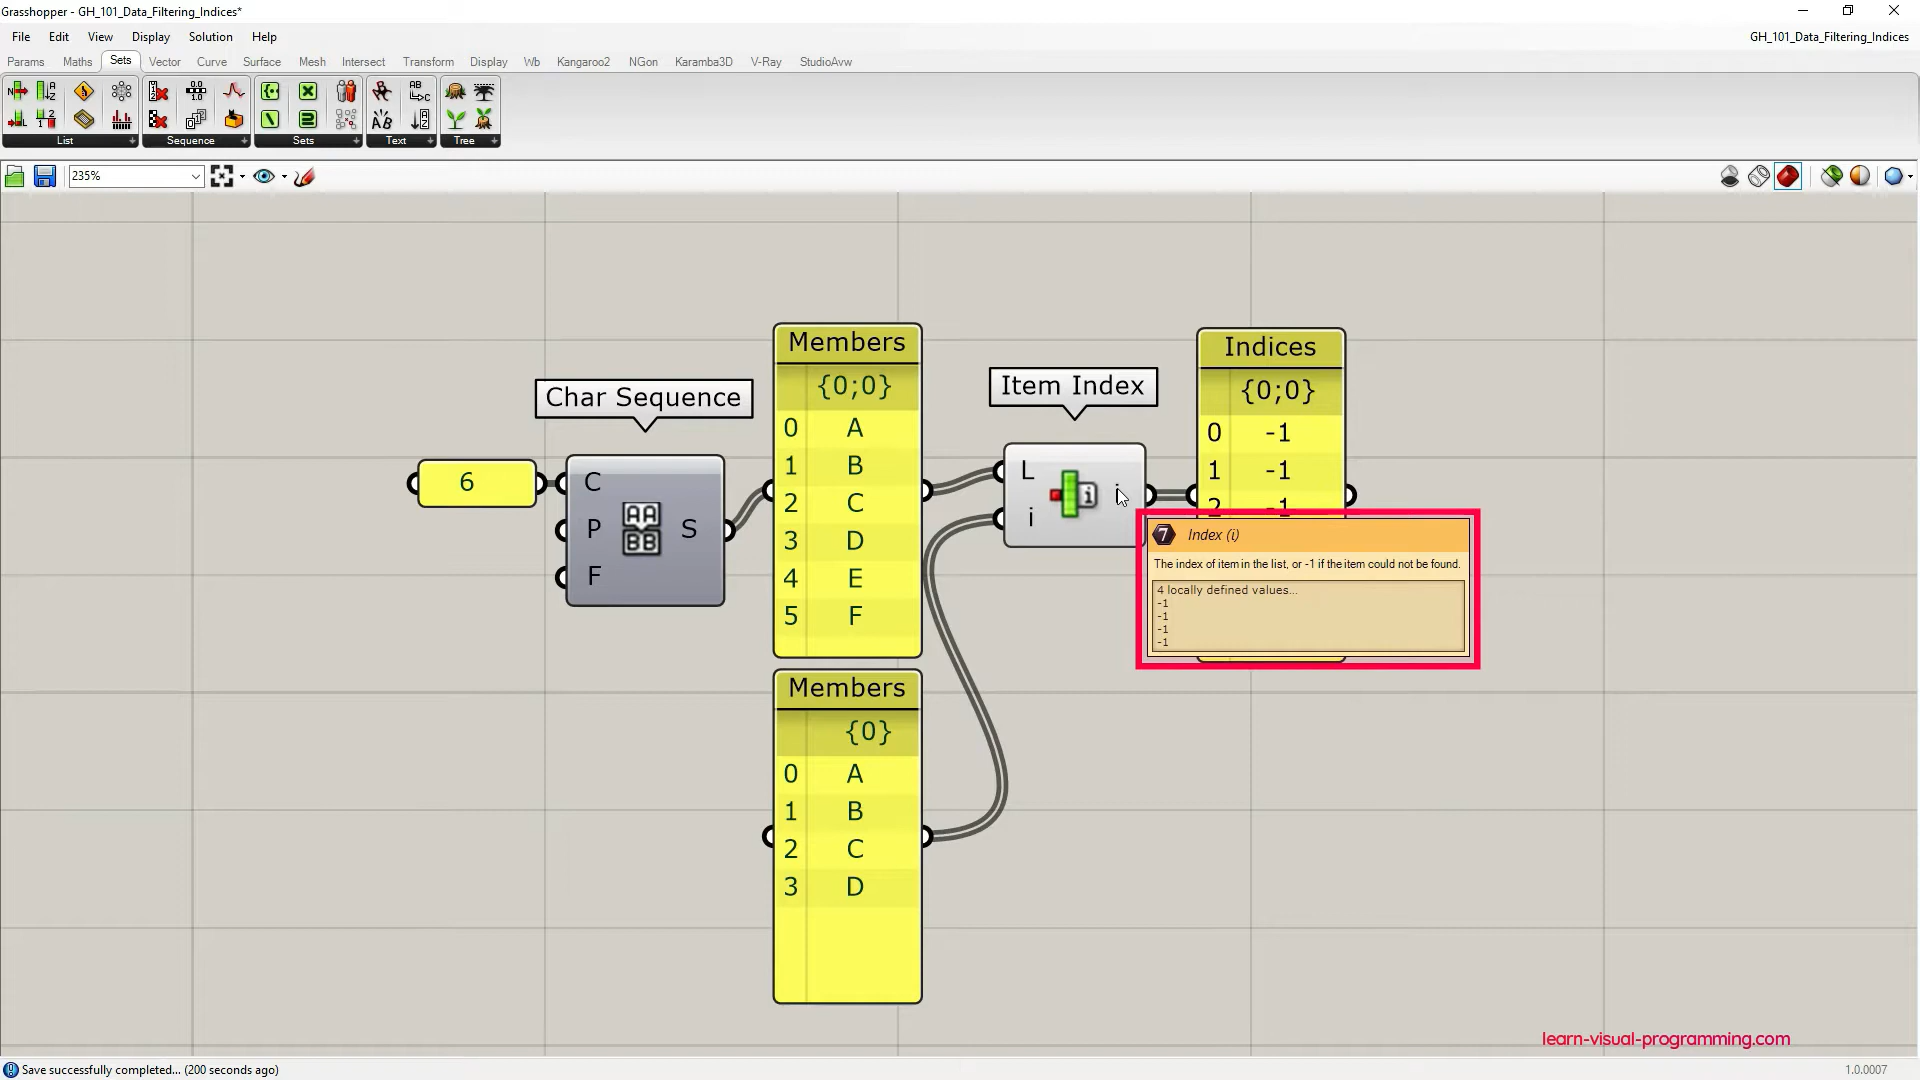 Grasshopper - GH_101_Data_Filtering_Indices*
File Edit View Display Solution Help
GH_101_Data_Filtering_Indices
Params Maths Sets Vector Curve Surface Mesh Intersect Transform Display Wb Kangaroo2 NGon Karamba3D V-Ray StudioAvw
List Sequence Sets Text Tree
235%
Char Sequence
6
C
P
F
S
Members
{0;0}
0 A
1 B
2 C
3 D
4 E
5 F
Members
{0}
0 A
1 B
2 C
3 D
Item Index
L
i
i
Indices
{0;0}
0 -1
1 -1
2 -1
7 Index (i)
The index of item in the list, or -1 if the item could not be found.
4 locally defined values...
-1
-1
-1
-1
learn-visual-programming.com
Save successfully completed... (200 seconds ago)
1.0.0007